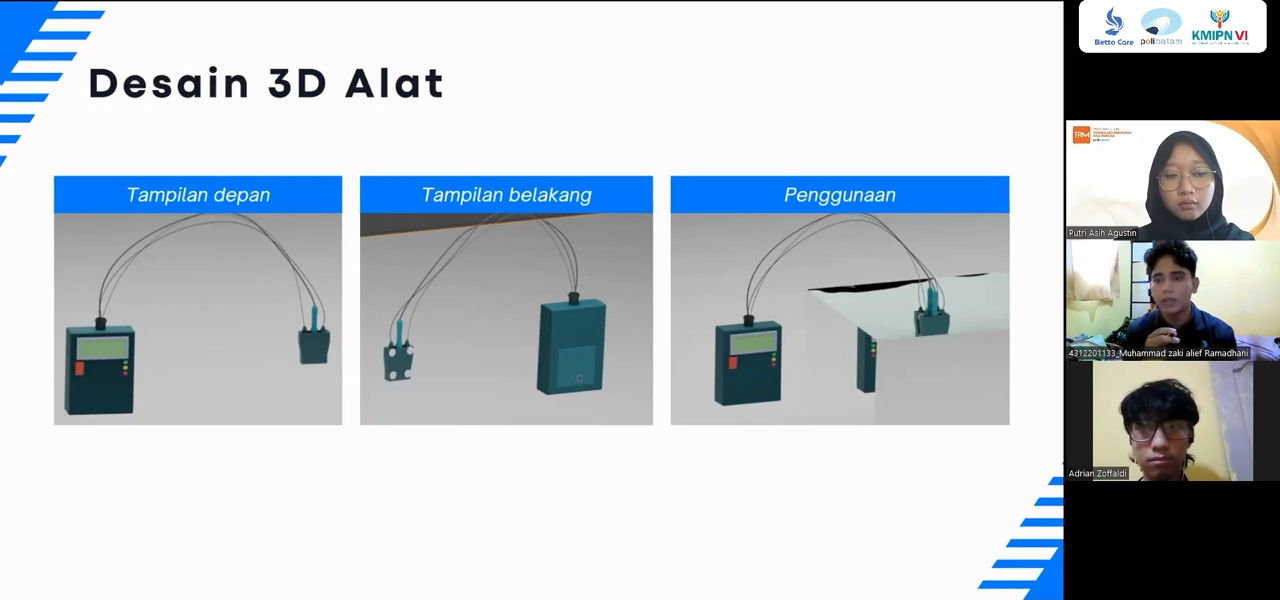 Desain 3D Alat
Tampilan depan
Tampilan belakang
Penggunaan
Betta Care
polibatam
KMIPN VI
TRM
Putri Asih Agustin
4312201133_Muhammad zaki alief Ramadhani
Adrian Zoffaldi